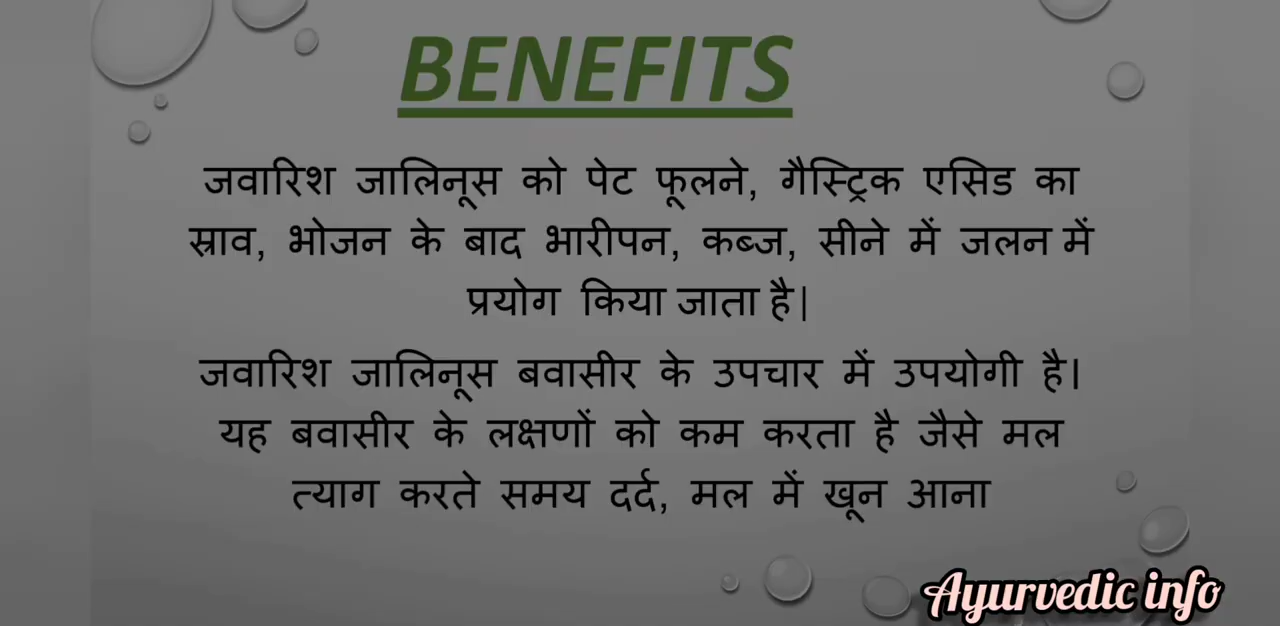 BENEFITS
जवारिश जालिनूस को पेट फूलने, गैस्ट्रिक एसिड का
स्राव, भोजन के बाद भारीपन, कब्ज, सीने में जलन में
प्रयोग किया जाता है|
जवारिश जालिनूस बवासीर के उपचार में उपयोगी है।
यह बवासीर के लक्षणों को कम करता है जैसे मल
त्याग करते समय दर्द, मल में खून आना
Ayurvedic info